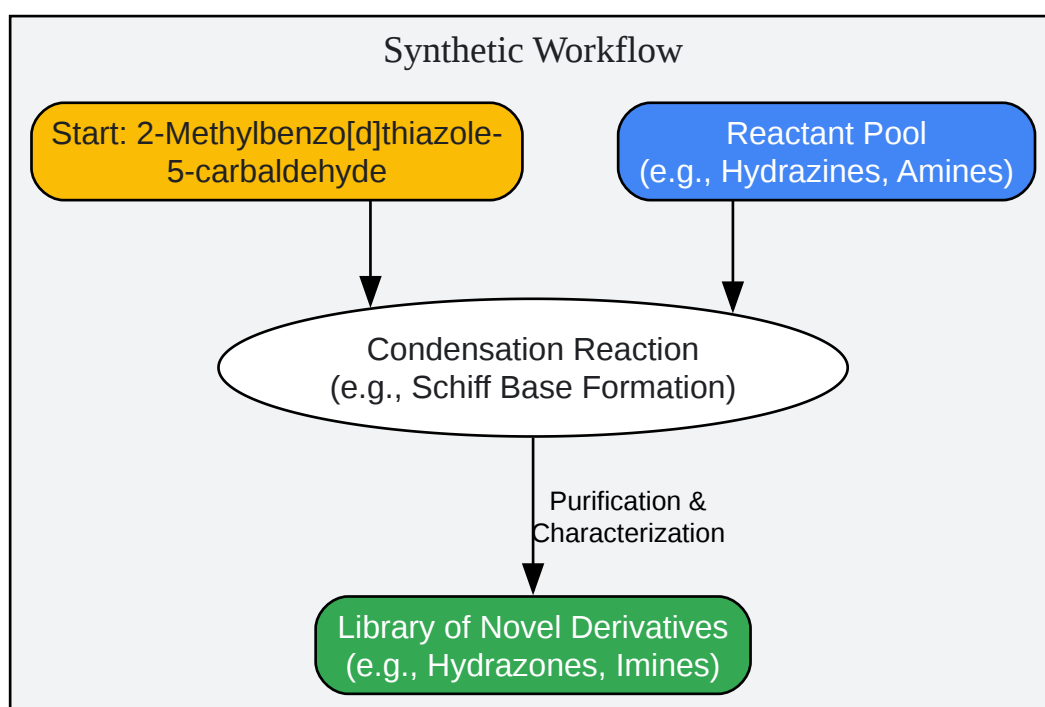 Synthetic Workflow
Start: 2-Methylbenzo[d]thiazole-
5-carbaldehyde
Reactant Pool
(e.g., Hydrazines, Amines)
Condensation Reaction
(e.g., Schiff Base Formation)
Purification &
Characterization
Library of Novel Derivatives
(e.g., Hydrazones, Imines)